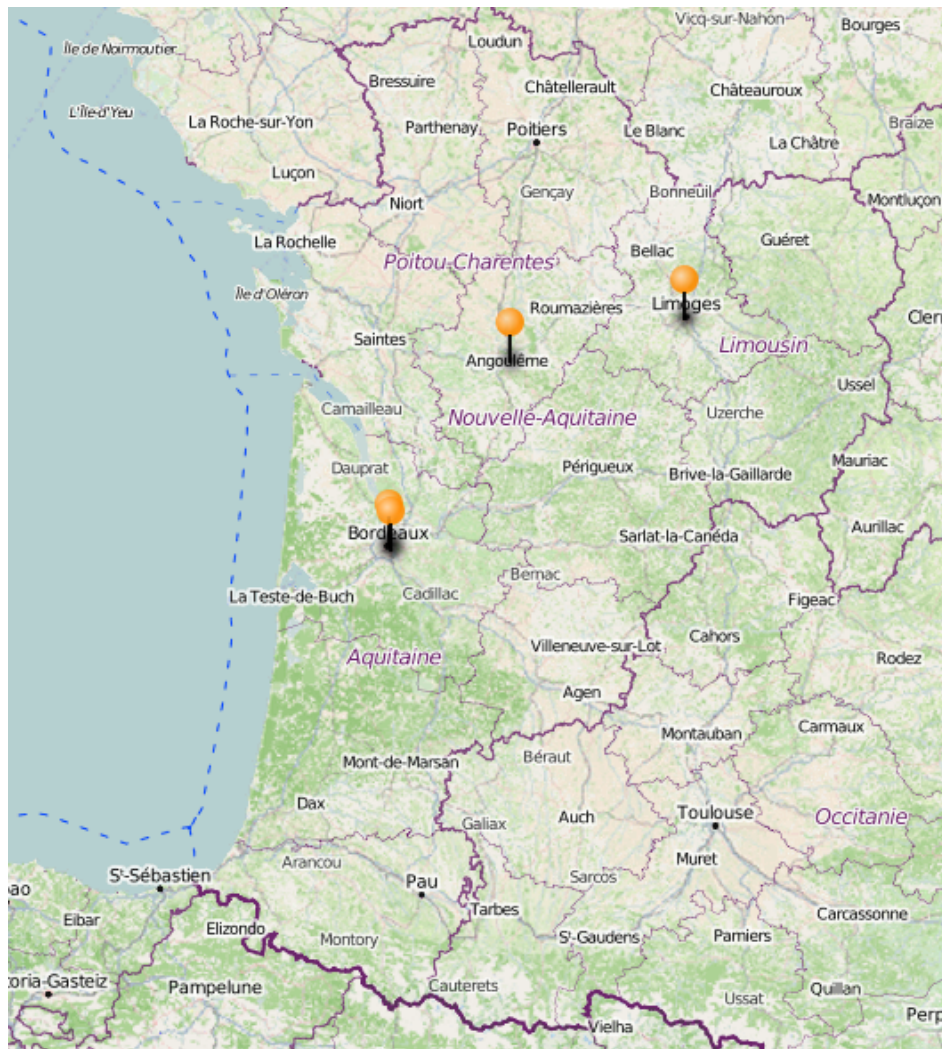 Vicq-sur-Nahon
Bourges
Île de Noirmoutier
Loudun
Bressuire
Châtellerault
Châteauroux
L'Île-d'Yeu
La Roche-sur-Yon
Parthenay
Poitiers
Le Blanc
La Châtre
Braize
Luçon
Gençay
Bonneuil
Niort
Montluçon
La Rochelle
Bellac
Guéret
Poitou-Charentes
Île d'Oléron
Roumazières
Limoges
Cler
Saintes
Limousin
Angoulême
Ussel
Camailleau
Nouvelle-Aquitaine
Uzerche
Dauprat
Périgueux
Brive-la-Gaillarde
Mauriac
Bordeaux
Sarlat-la-Canéda
Aurillac
Bernac
La Teste-de-Buch
Cadillac
Figeac
Villeneuve-sur-Lot
Cahors
Aquitaine
Rodez
Agen
Montauban
Carmaux
Mont-de-Marsan
Béraut
Dax
Galiax
Auch
Toulouse
Occitanie
Arancou
Muret
Sᵗ-Sébastien
Sarcos
bao
Pau
Eibar
Tarbes
Carcassonne
Elizondo
Montory
Sᵗ-Gaudens
Pamiers
toria-Gasteiz
Pampelune
Cauterets
Ussat
Quillan
Vielha
Perp